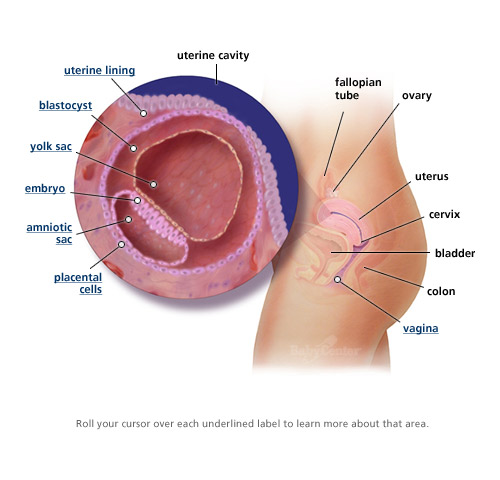 uterine cavity
uterine lining
blastocyst
yolk sac
embryo
amniotic
sac
placental
cells
fallopian
tube
ovary
uterus
cervix
bladder
colon
vagina
BabyCenter
Roll your cursor over each underlined label to learn more about that area.